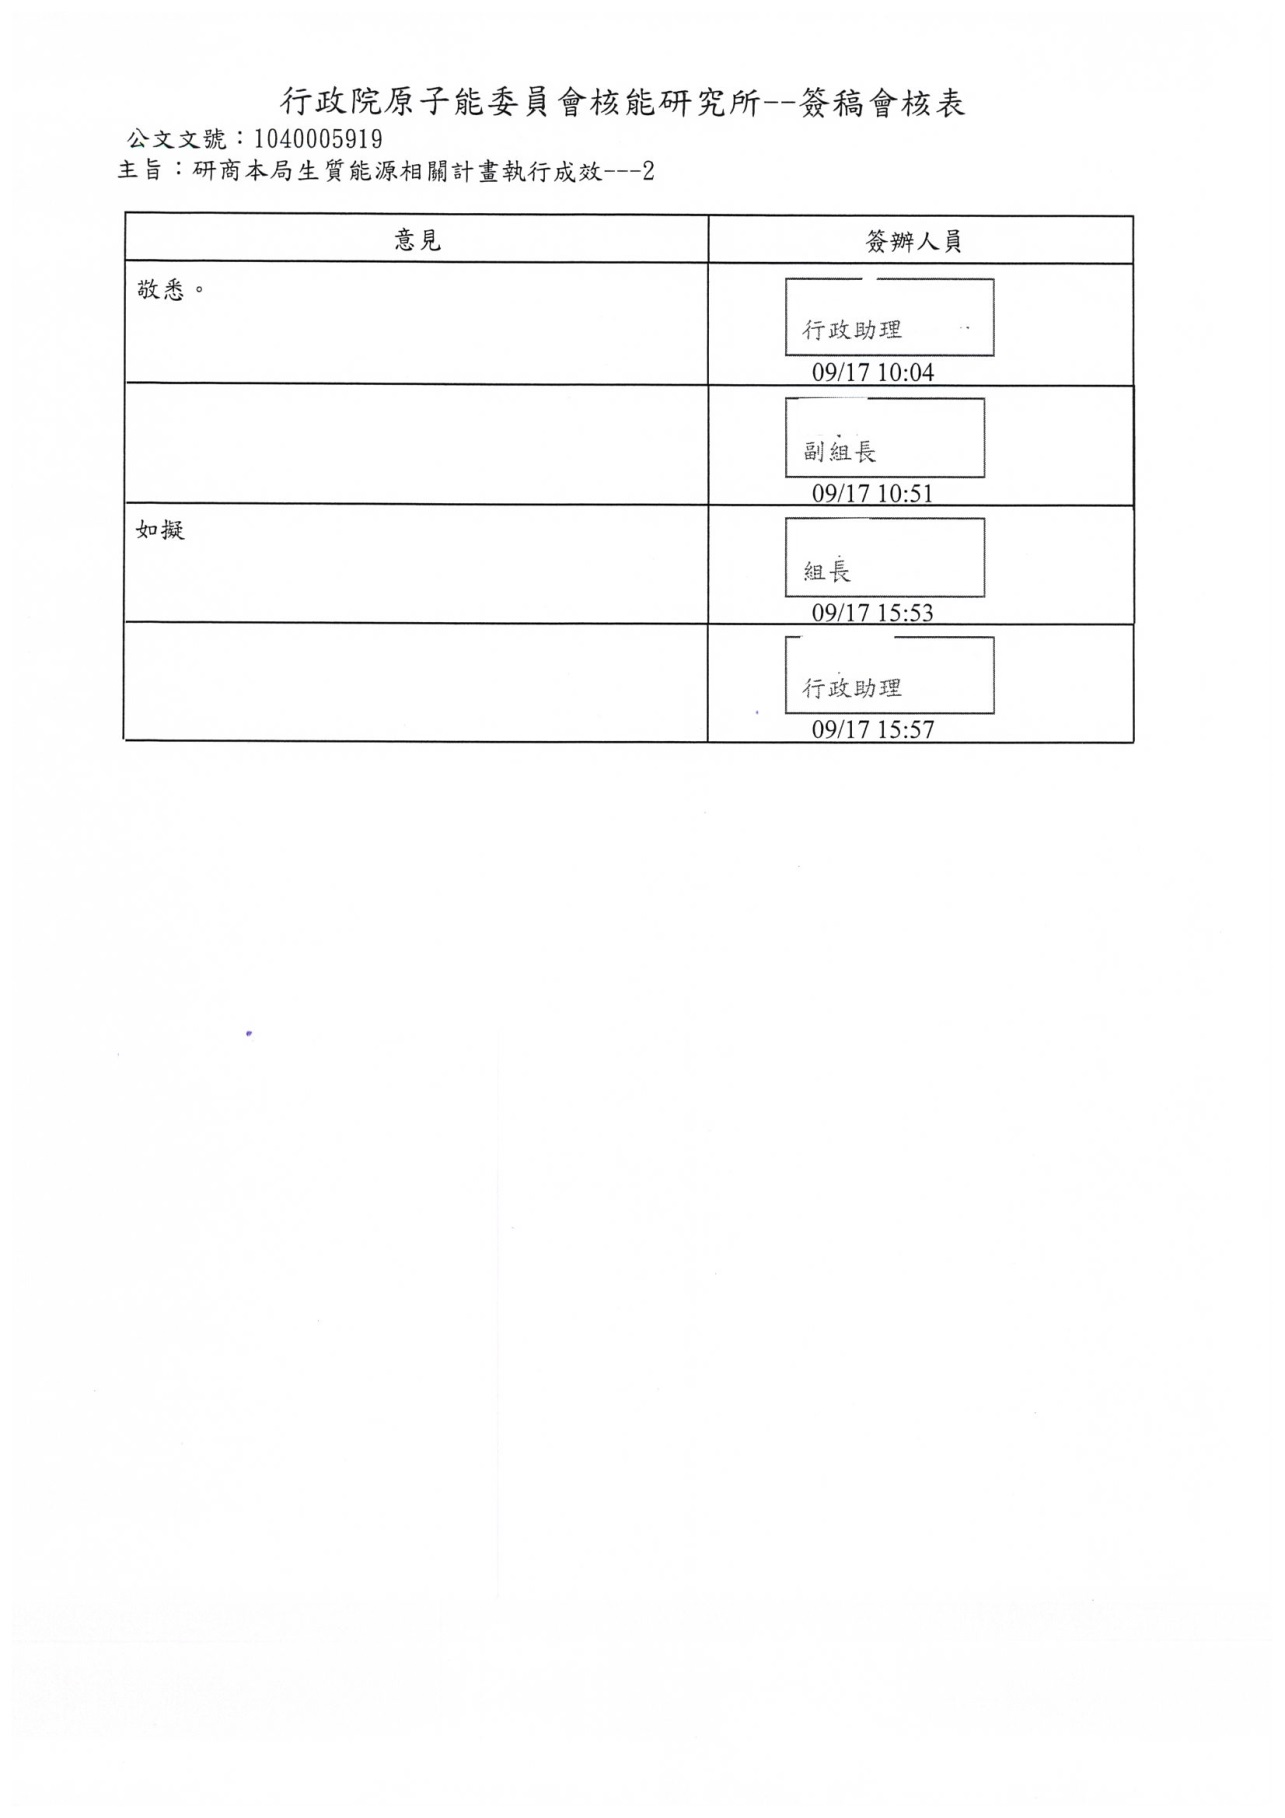 行政院原子能委員會核能研究所--簽稿會核表
公文文號：1040005919
主旨：研商本局生質能源相關計畫執行成效---2
意見
簽辦人員
敬悉。
行政助理
09/17 10:04
副組長
09/17 10:51
如擬
組長
09/17 15:53
行政助理
09/17 15:57